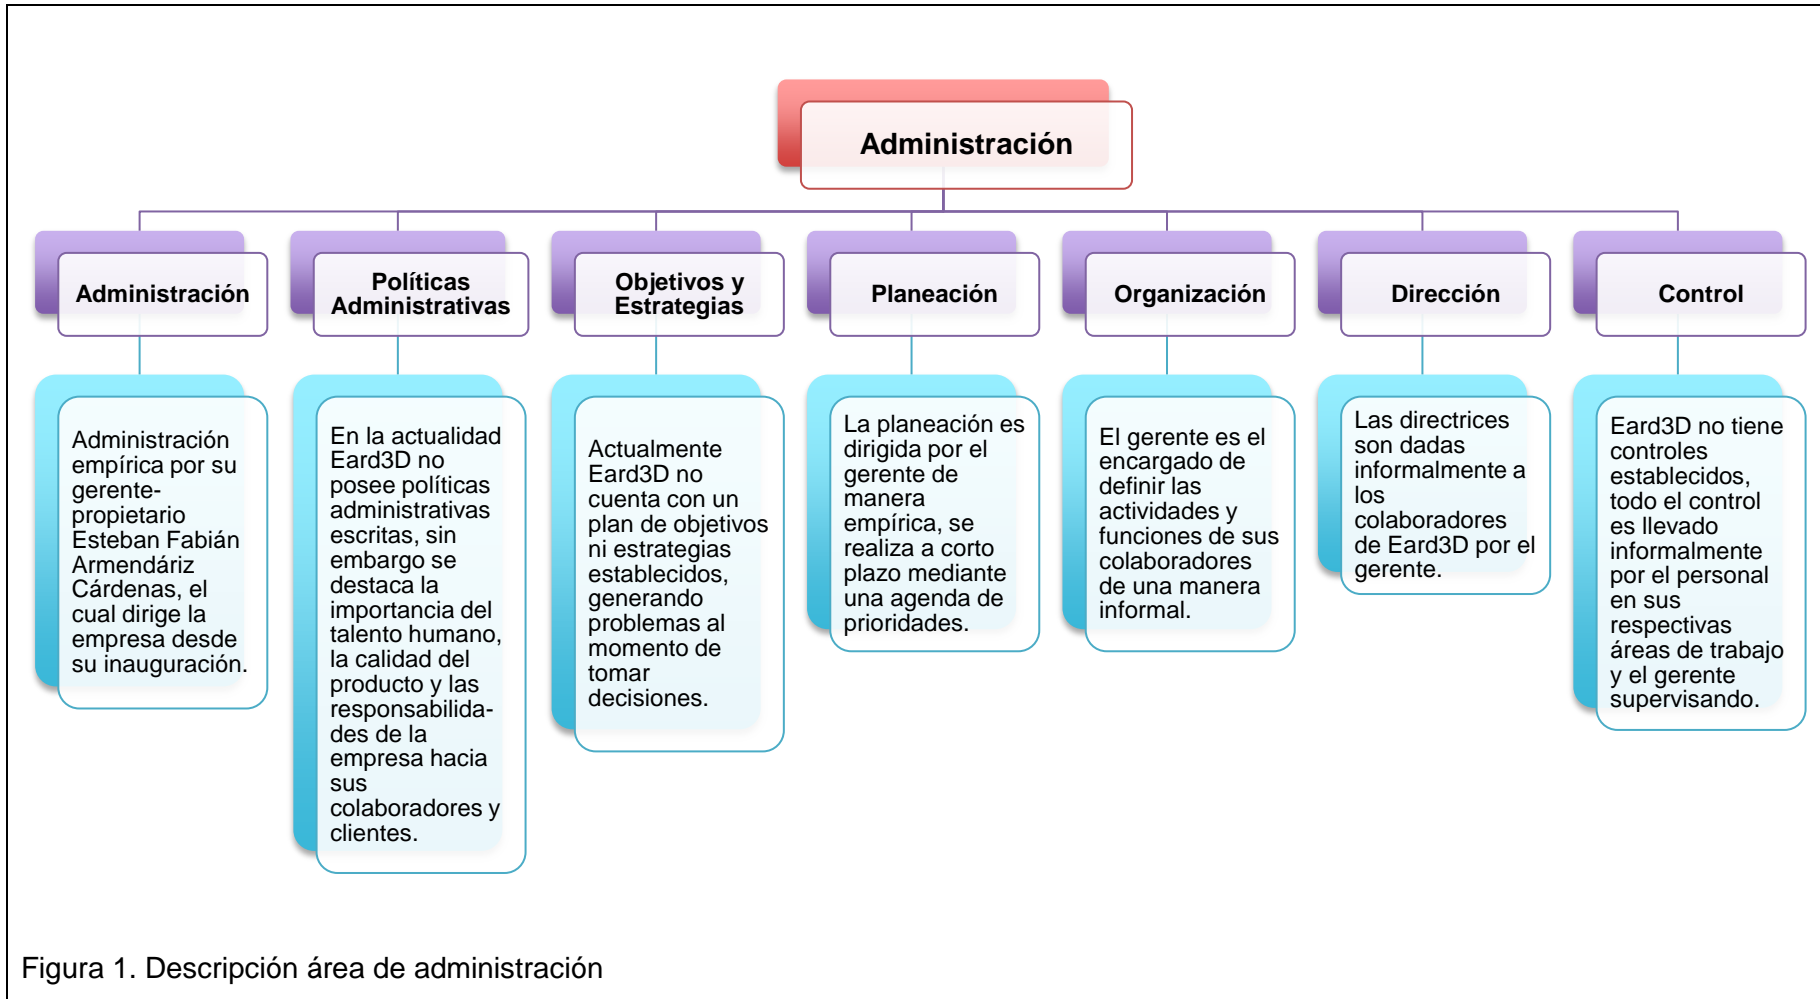 Administración
Administración
Políticas
Administrativas
Objetivos y
Estrategias
Planeación
Organización
Dirección
Control
Administración
empírica por su
gerente-
propietario
Esteban Fabián
Armendáriz
Cárdenas, el
cual dirige la
empresa desde
su inauguración.
En la actualidad
Eard3D no
posee políticas
administrativas
escritas, sin
embargo se
destaca la
importancia del
talento humano,
la calidad del
producto y las
responsabilida-
des de la
empresa hacia
sus
colaboradores y
clientes.
Actualmente
Eard3D no
cuenta con un
plan de objetivos
ni estrategias
establecidos,
generando
problemas al
momento de
tomar
decisiones.
La planeación es
dirigida por el
gerente de
manera
empírica, se
realiza a corto
plazo mediante
una agenda de
prioridades.
El gerente es el
encargado de
definir las
actividades y
funciones de sus
colaboradores
de una manera
informal.
Las directrices
son dadas
informalmente a
los
colaboradores
de Eard3D por el
gerente.
Eard3D no tiene
controles
establecidos,
todo el control
es llevado
informalmente
por el personal
en sus
respectivas
áreas de trabajo
y el gerente
supervisando.
Figura 1. Descripción área de administración